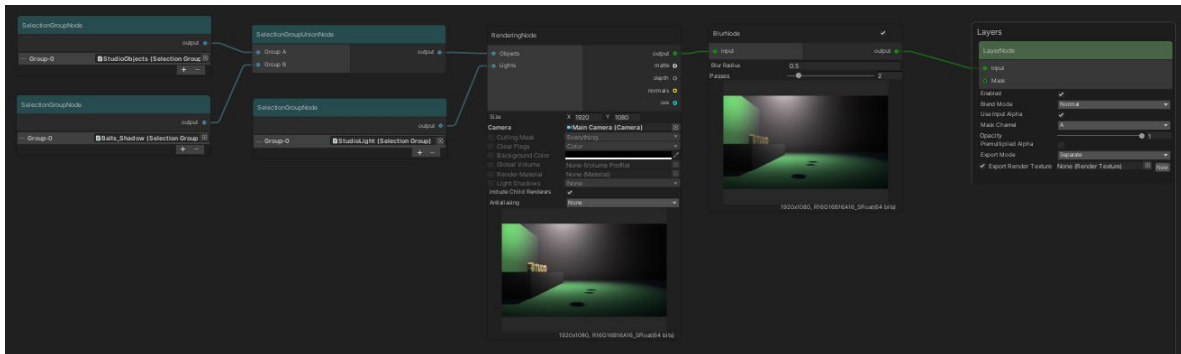 SelectionGroupNode
output
Group-0
StudioObjects (Selection Group
+ -
SelectionGroupNode
output
Group-0
Balls_Shadow (Selection Group
+ -
SelectionGroupUnionNode
Group A
output
Group B
SelectionGroupNode
output
Group-0
StudioLight (Selection Group)
+ -
RenderingNode
Objects
output
Lights
matte
depth
normals
Size
X 1920 Y 1080
Camera
Main Camera (Camera)
Culling Mask
Everything
Clear Flags
Color
Background Color
Global Volume
None (Volume Profile)
Render Material
None (Material)
Light Shadows
None
Include Child Renderers
Antialiasing
None
1920x1080, R16G16B16A16_SFloat(64 bits)
BlurNode
Input
output
Blur Radius
0.5
Passes
2
1920x1080, R16G16B16A16_SFloat(64 bits)
Layers
LayerNode
Input
Mask
Enabled
Blend Mode
Normal
Use Input Alpha
Mask Channel
A
Opacity
1
Premultiplied Alpha
Export Mode
Separate
Export Render Texture
None (Render Texture)
New